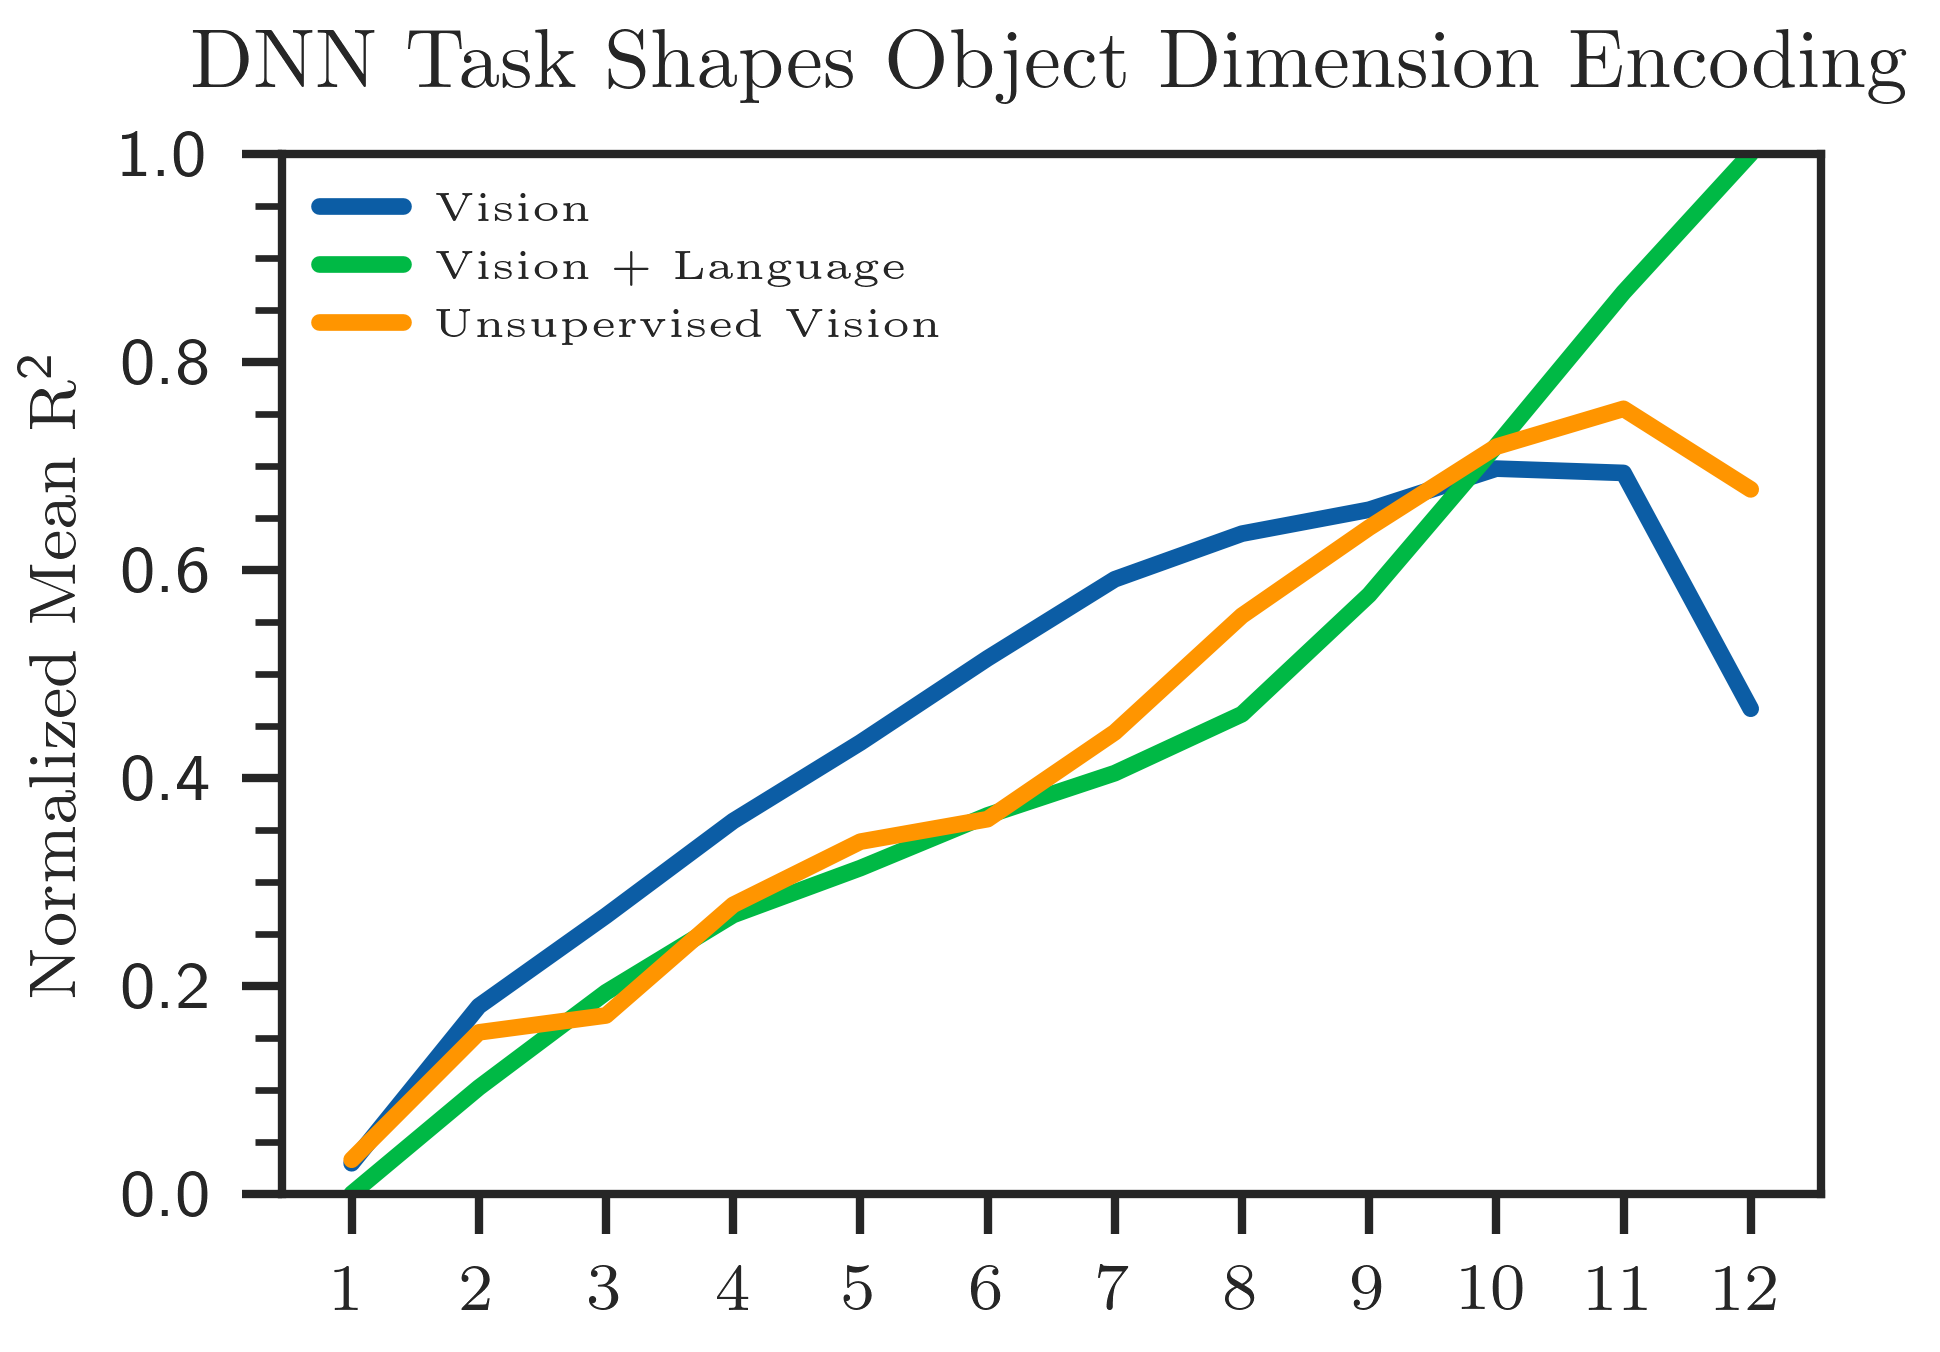 DNN Task Shapes Object Dimension Encoding
Normalized Mean R²
1.0
0.8
0.6
0.4
0.2
0.0
Vision
Vision + Language
Unsupervised Vision
1 2 3 4 5 6 7 8 9 10 11 12